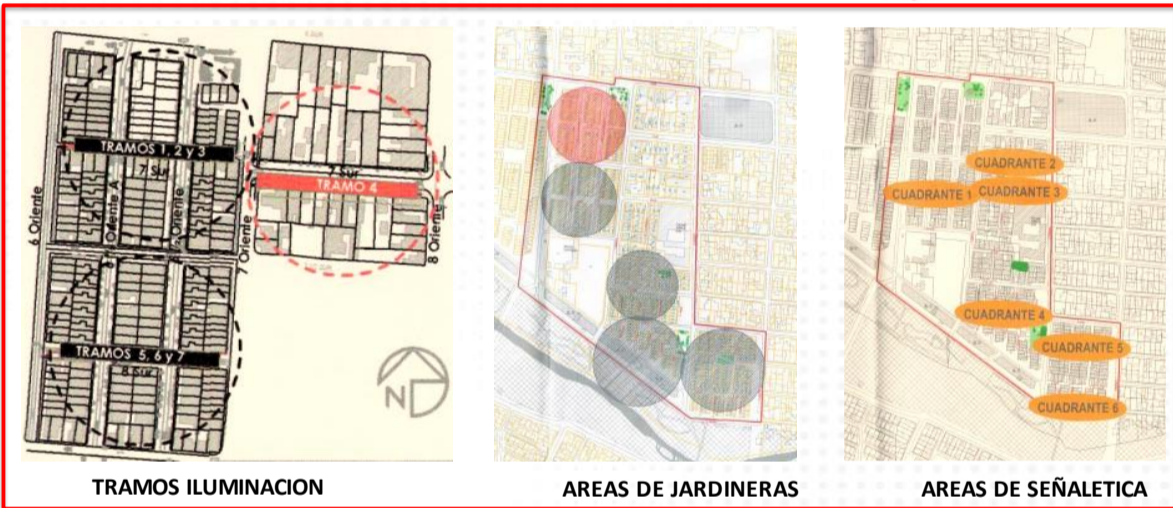 TRAMOS 1, 2 y 3
7 Sur
7 Sur
TRAMO 4
6 Oriente
Oriente A
Oriente
7 Oriente
8 Oriente
TRAMOS 5, 6 y 7
8 Sur
N
CUADRANTE 2
CUADRANTE 1
CUADRANTE 3
CUADRANTE 4
CUADRANTE 5
CUADRANTE 6
TRAMOS ILUMINACION
AREAS DE JARDINERAS
AREAS DE SEÑALETICA